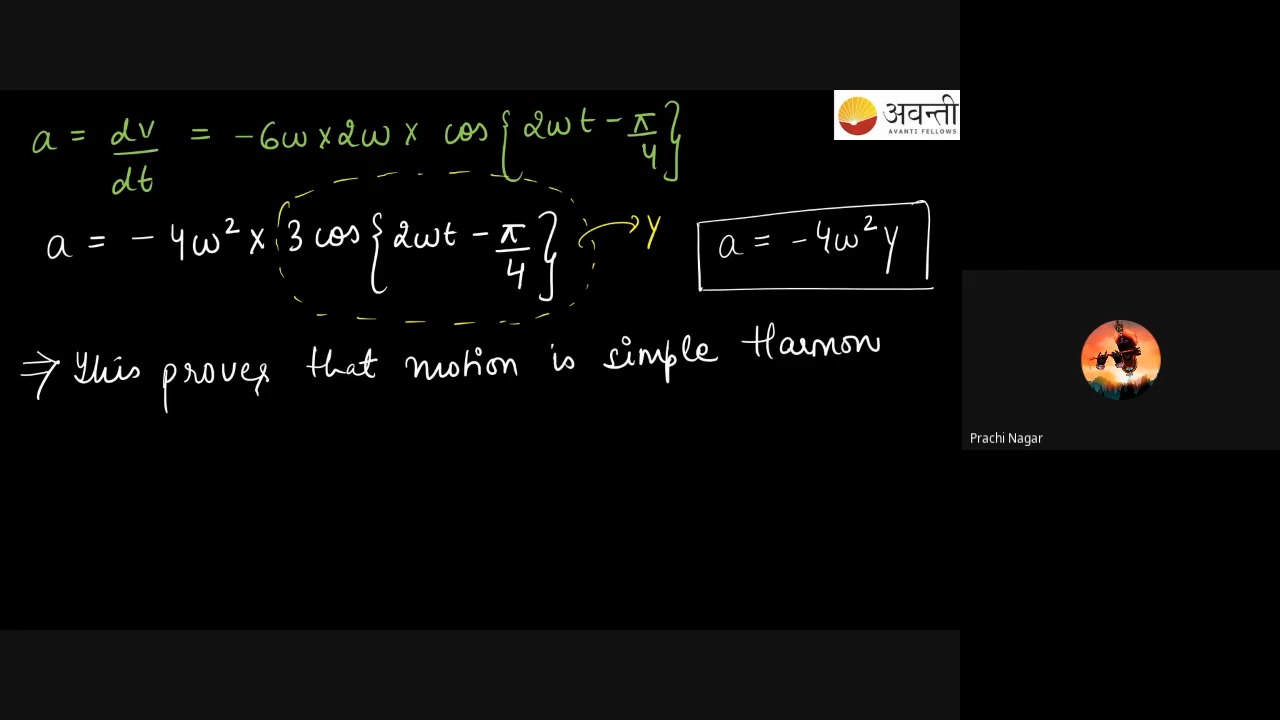 a = dv/dt = -6ω×2ω× cos{2ωt - π/4}
अवन्ती
AVANTI FELLOWS
a = -4ω² × 3 cos{2ωt - π/4} → y
a = -4ω²y
⇒ This proves that motion is simple Harmon
Prachi Nagar